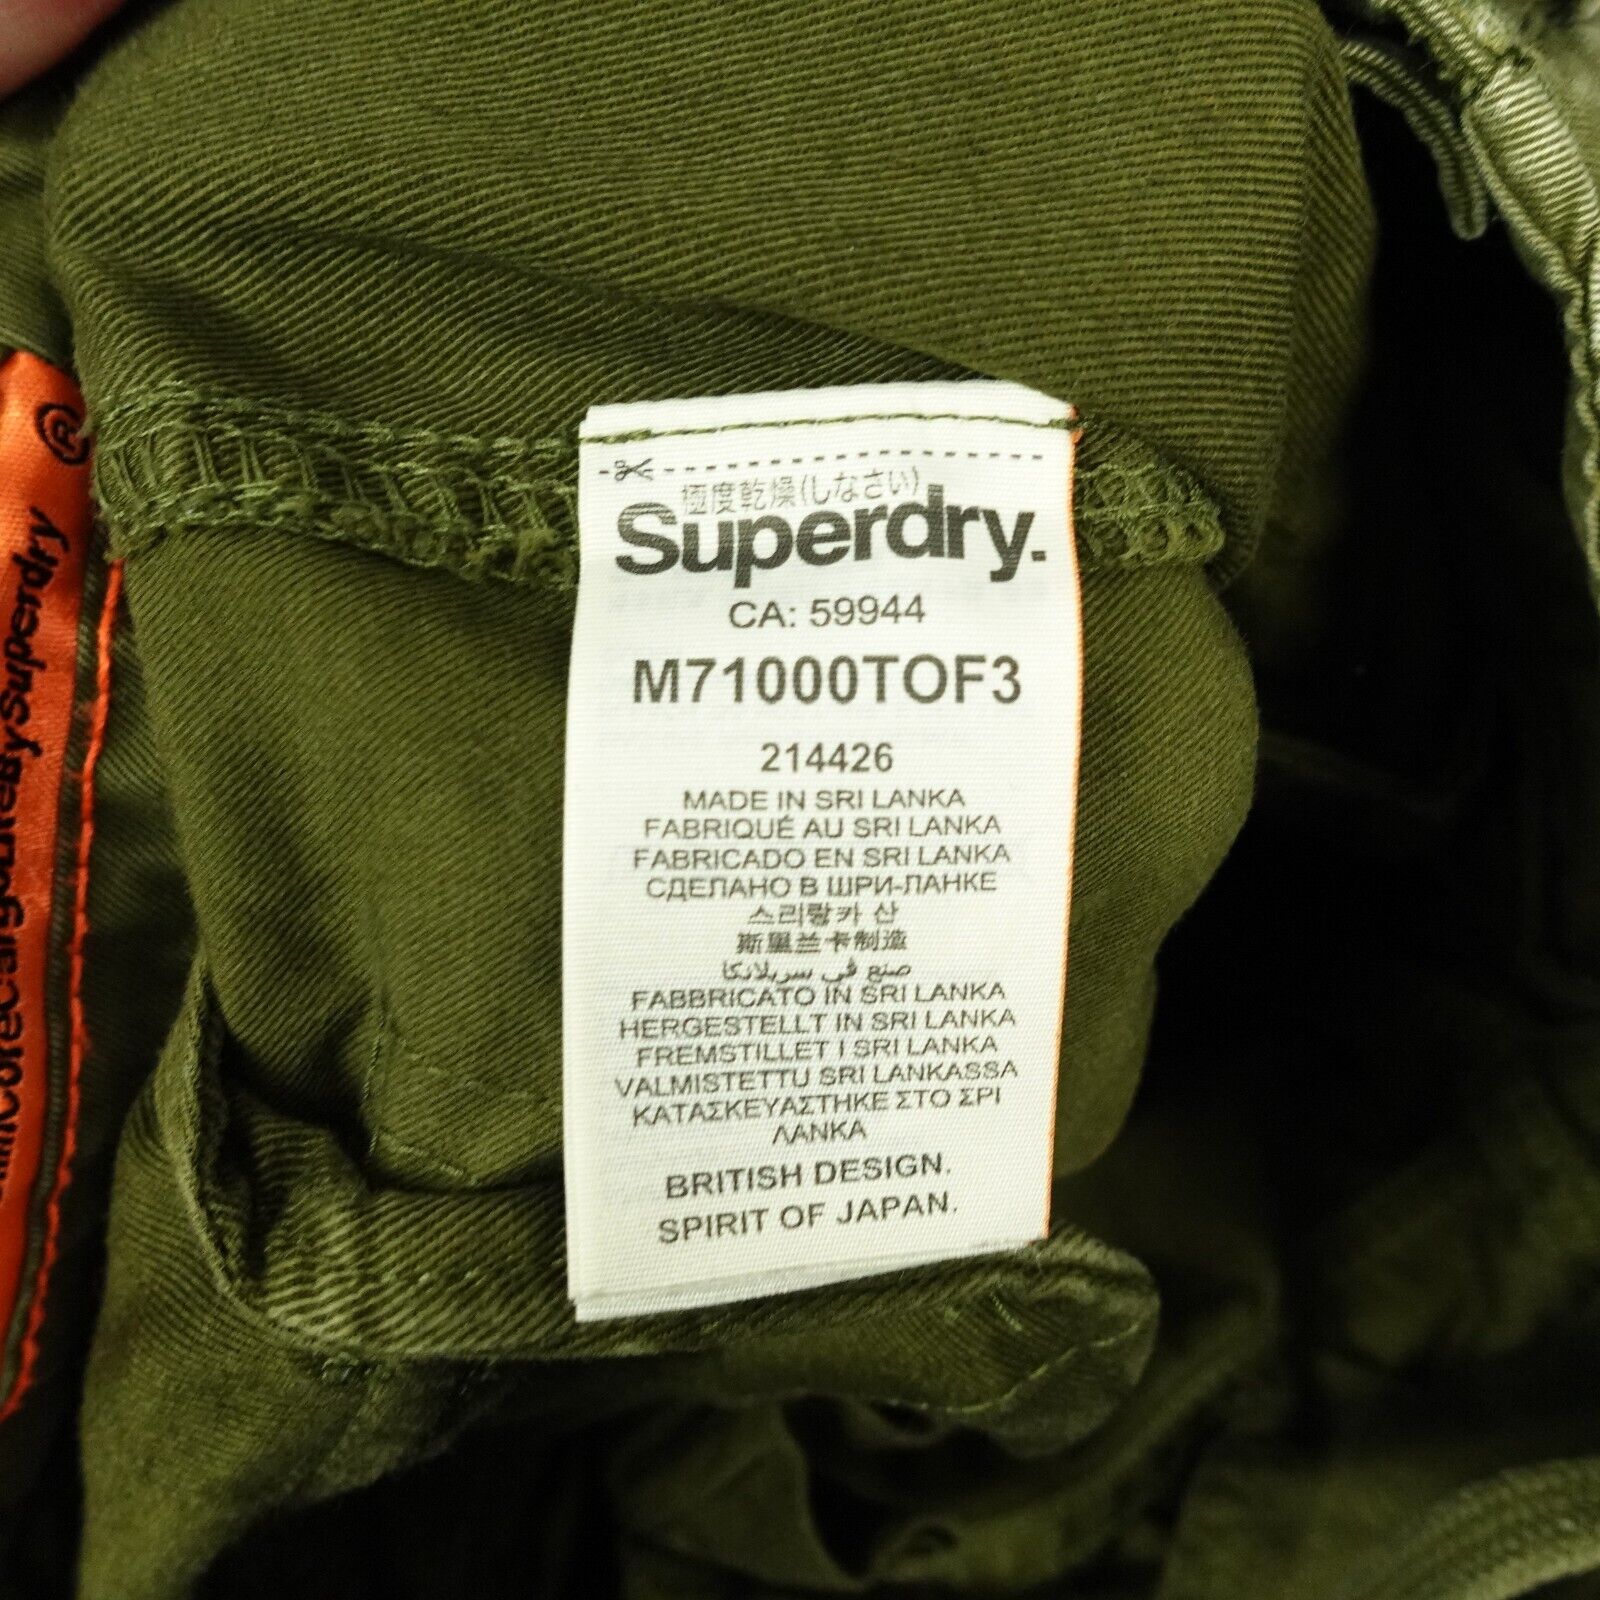 極度乾燥(しなさい)
Superdry.
CA: 59944
M71000TOF3
214426
MADE IN SRI LANKA
FABRIQUÉ AU SRI LANKA
FABRICADO EN SRI LANKA
СДЕЛАНО В ШРИ-ЛАНКЕ
스리랑카 산
斯里兰卡制造
صنع في سريلانكا
FABBRICATO IN SRI LANKA
HERGESTELLT IN SRI LANKA
FREMSTILLET I SRI LANKA
VALMISTETTU SRI LANKASSA
ΚΑΤΑΣΚΕΥΑΣΤΗΚΕ ΣΤΟ ΣΡΙ
ΛΑΝΚΑ
BRITISH DESIGN.
SPIRIT OF JAPAN.
CoreCargoLiteBySuperdry®